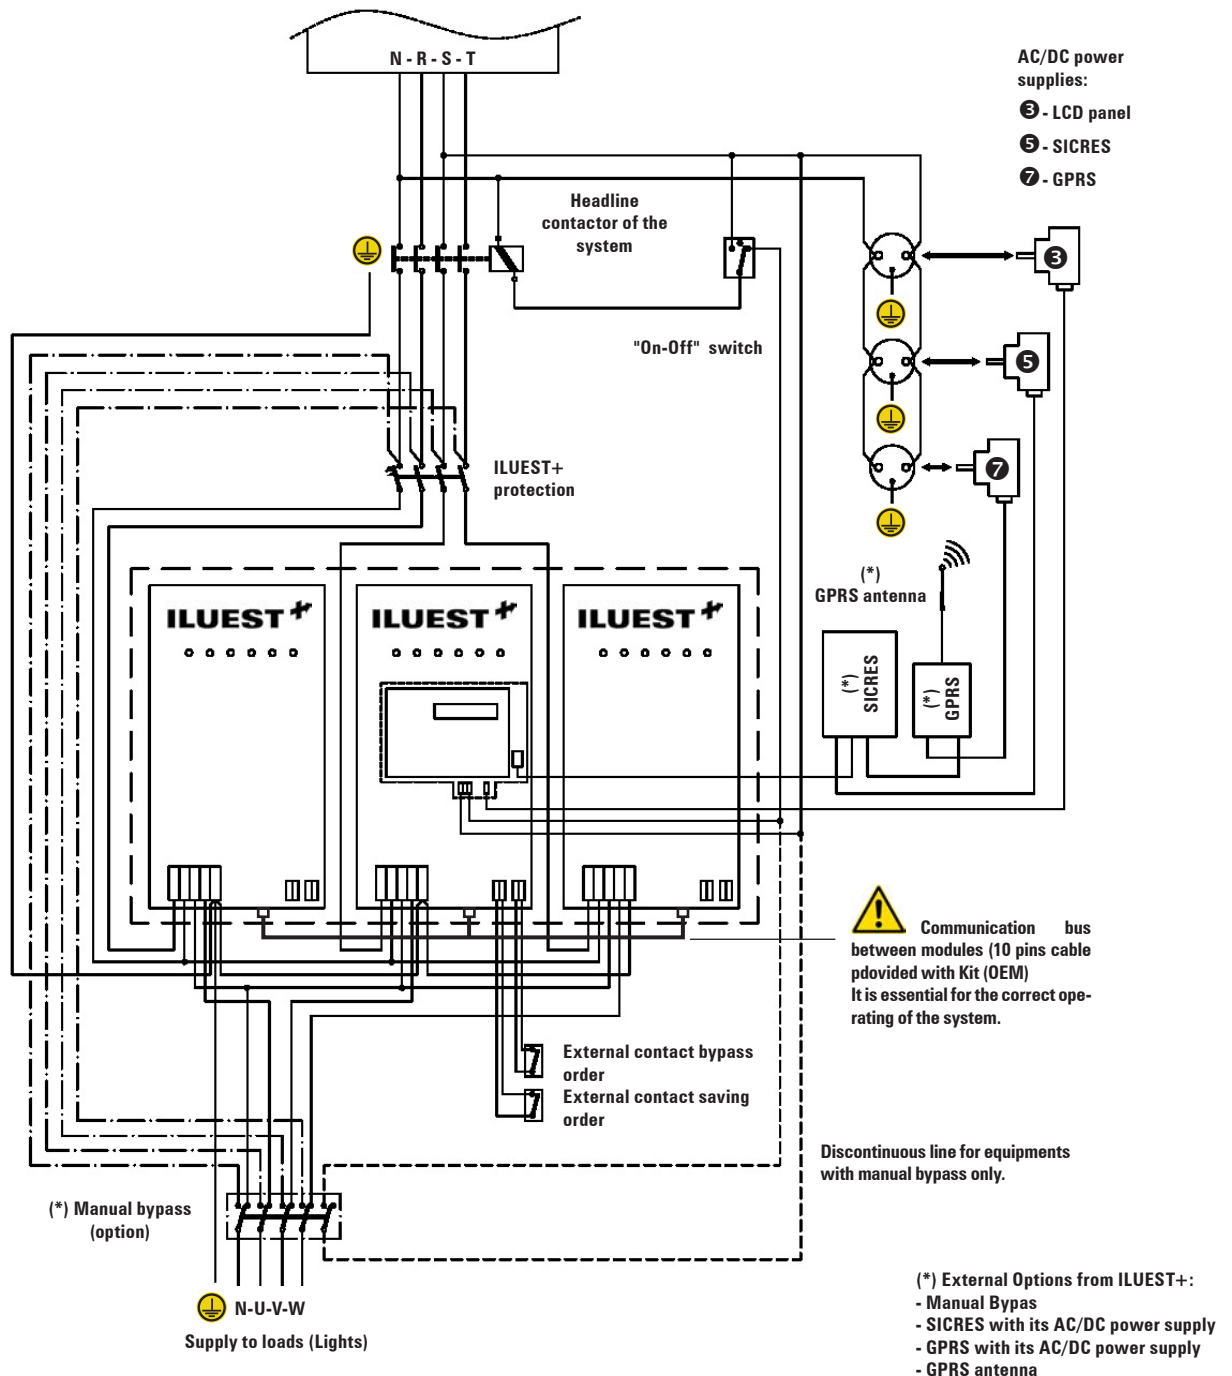 N - R - S - T
AC/DC power
supplies:
❸ - LCD panel
❺ - SICRES
❼ - GPRS
Headline
contactor of the
system
❸
"On-Off" switch
❺
ILUEST+
protection
❼
(*)
GPRS antenna
ILUEST+
ILUEST+
ILUEST+
(*)
SICRES
(*)
GPRS
Communication bus
between modules (10 pins cable
pdovided with Kit (OEM)
It is essential for the correct ope-
rating of the system.
External contact bypass
order
External contact saving
order
Discontinuous line for equipments
with manual bypass only.
(*) Manual bypass
(option)
N-U-V-W
Supply to loads (Lights)
(*) External Options from ILUEST+:
- Manual Bypas
- SICRES with its AC/DC power supply
- GPRS with its AC/DC power supply
- GPRS antenna